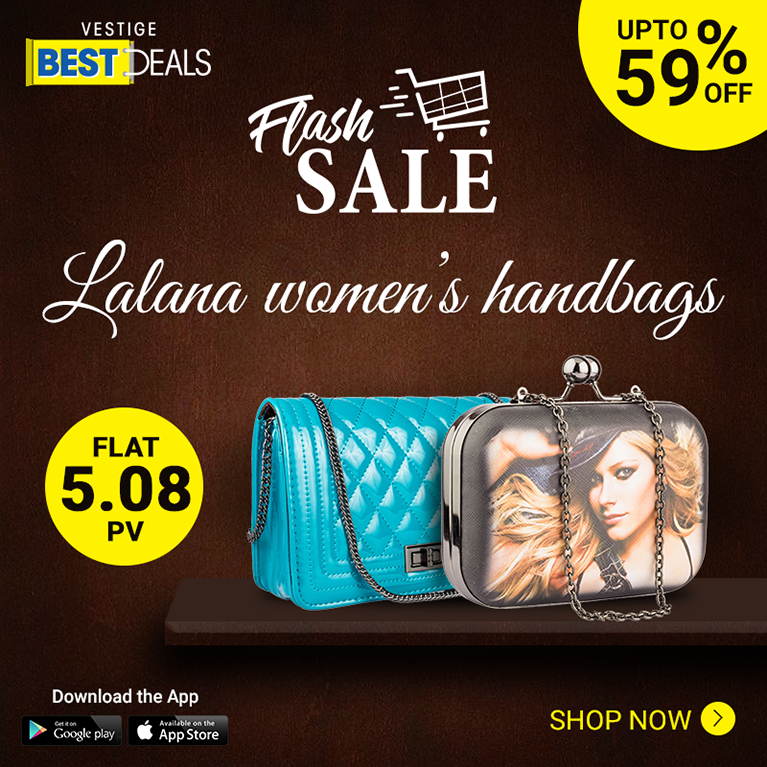 VESTIGE
BEST DEALS
UPTO
59% OFF
Flash
SALE
Lalana women's handbags
FLAT
5.08
PV
Download the App
Get it on
Google play
Available on the
App Store
SHOP NOW